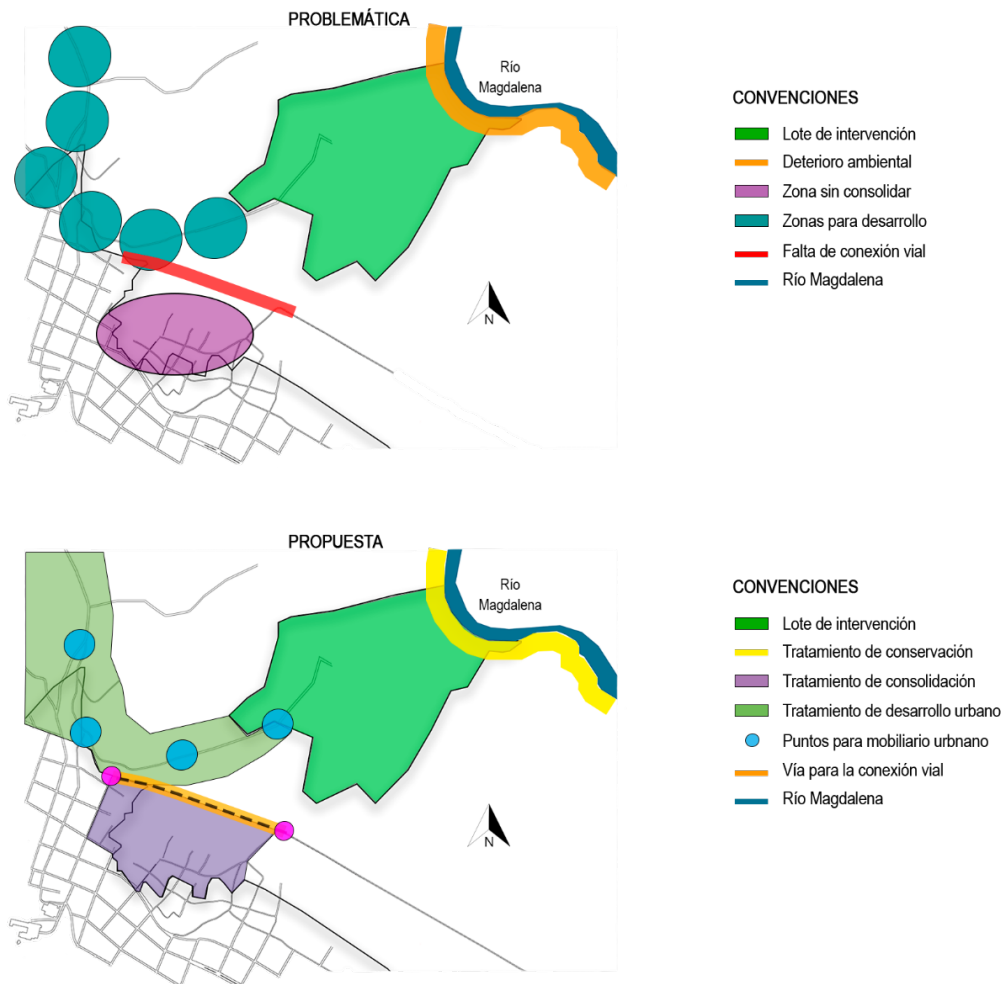 PROBLEMÁTICA
Río
Magdalena
N
CONVENCIONES
Lote de intervención
Deterioro ambiental
Zona sin consolidar
Zonas para desarrollo
Falta de conexión vial
Río Magdalena
PROPUESTA
Río
Magdalena
N
CONVENCIONES
Lote de intervención
Tratamiento de conservación
Tratamiento de consolidación
Tratamiento de desarrollo urbano
Puntos para mobiliario urbnano
Vía para la conexión vial
Río Magdalena